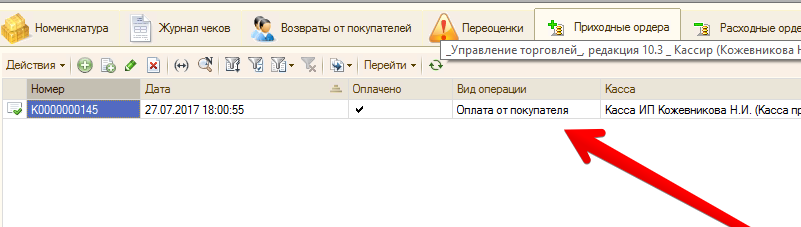 Номенклатура Журнал чеков Возвраты от покупателей Переоценки Приходные ордера Расходные орде
_Управление торговлей_, редакция 10.3 _ Кассир (Кожевникова Н
Действия Перейти
Номер Дата Оплачено Вид операции Касса
К0000000145 27.07.2017 18:00:55 Оплата от покупателя Касса ИП Кожевникова Н.И. (Касса пр